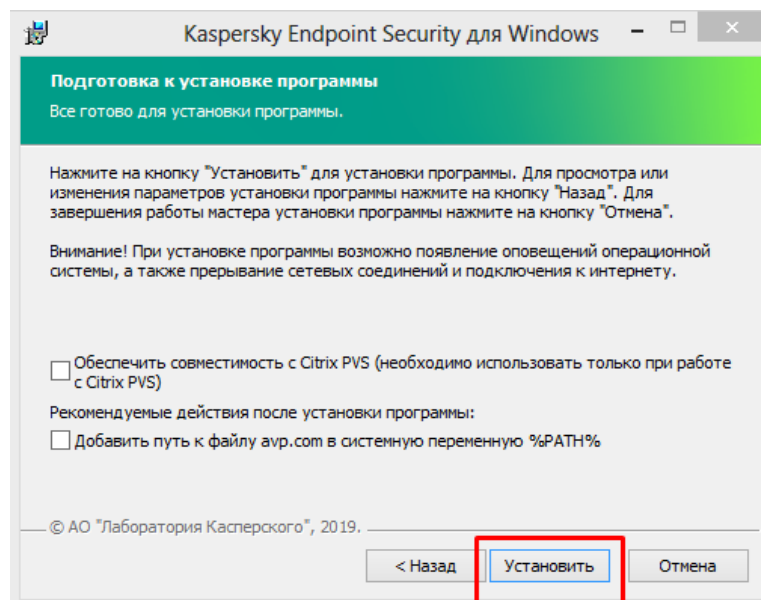 Kaspersky Endpoint Security для Windows
Подготовка к установке программы
Все готово для установки программы.
Нажмите на кнопку "Установить" для установки программы. Для просмотра или
изменения параметров установки программы нажмите на кнопку "Назад". Для
завершения работы мастера установки программы нажмите на кнопку "Отмена".
Внимание! При установке программы возможно появление оповещений операционной
системы, а также прерывание сетевых соединений и подключения к интернету.
Обеспечить совместимость с Citrix PVS (необходимо использовать только при работе
с Citrix PVS)
Рекомендуемые действия после установки программы:
Добавить путь к файлу avp.com в системную переменную %PATH%
© АО "Лаборатория Касперского", 2019.
< Назад Установить Отмена